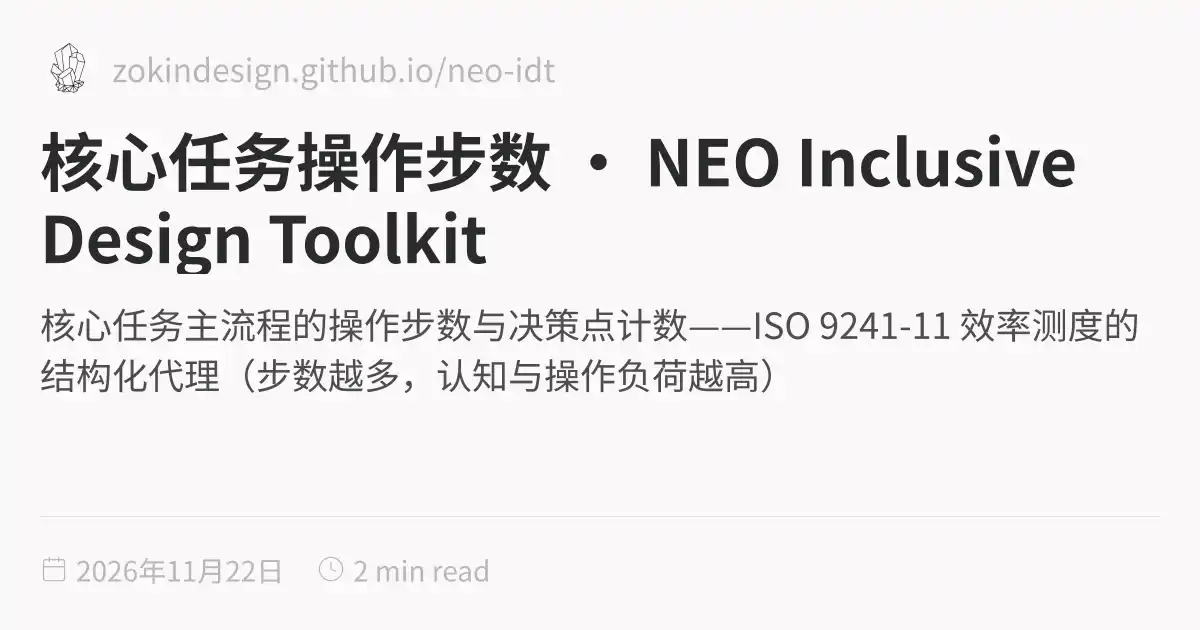 zokindesign.github.io/neo-idt
核心任务操作步数 · NEO Inclusive
Design Toolkit
核心任务主流程的操作步数与决策点计数——ISO 9241-11 效率测度的
结构化代理（步数越多，认知与操作负荷越高）
2026年11月22日 2 min read